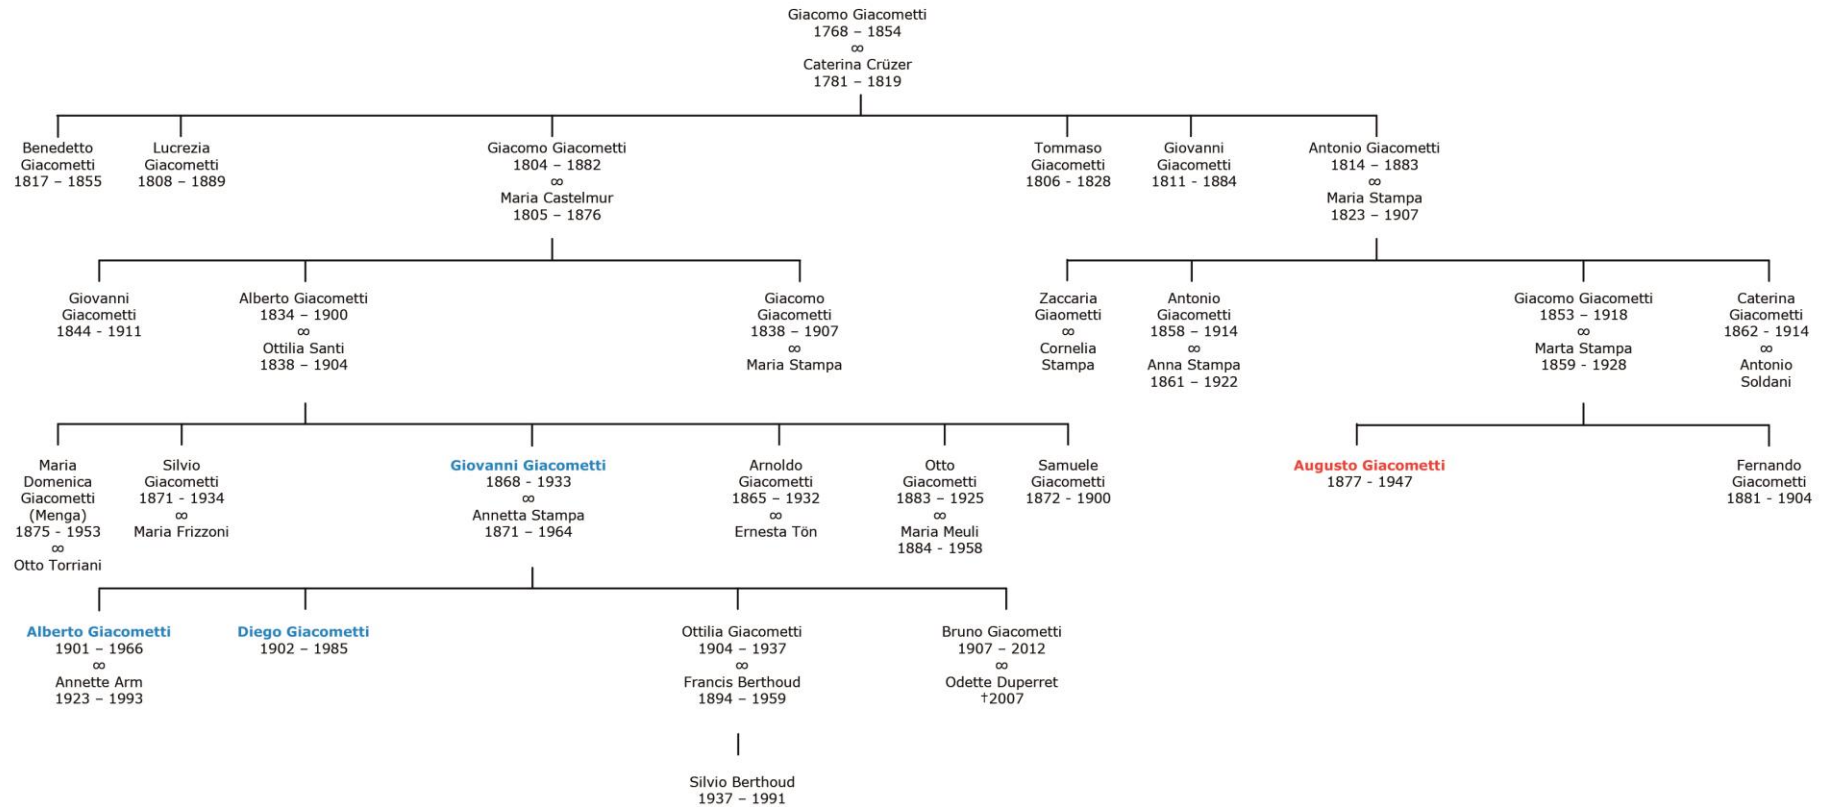 Giacomo Giacometti
1768 – 1854
∞
Caterina Crüzer
1781 – 1819
Benedetto
Giacometti
1817 – 1855
Lucrezia
Giacometti
1808 – 1889
Giacomo Giacometti
1804 – 1882
∞
Maria Castelmur
1805 – 1876
Tommaso
Giacometti
1806 - 1828
Giovanni
Giacometti
1811 - 1884
Antonio Giacometti
1814 – 1883
∞
Maria Stampa
1823 – 1907
Giovanni
Giacometti
1844 - 1911
Alberto Giacometti
1834 – 1900
∞
Ottilia Santi
1838 – 1904
Giacomo
Giacometti
1838 – 1907
∞
Maria Stampa
Zaccaria
Giaometti
∞
Cornelia
Stampa
Antonio
Giacometti
1858 – 1914
∞
Anna Stampa
1861 – 1922
Giacomo Giacometti
1853 – 1918
∞
Marta Stampa
1859 - 1928
Caterina
Giacometti
1862 - 1914
∞
Antonio
Soldani
Maria
Domenica
Giacometti
(Menga)
1875 - 1953
∞
Otto Torriani
Silvio
Giacometti
1871 - 1934
∞
Maria Frizzoni
Giovanni Giacometti
1868 - 1933
∞
Annetta Stampa
1871 – 1964
Arnoldo
Giacometti
1865 - 1932
∞
Ernesta Tön
Otto
Giacometti
1883 - 1925
∞
Maria Meuli
1884 - 1958
Samuele
Giacometti
1872 - 1900
Augusto Giacometti
1877 - 1947
Fernando
Giacometti
1881 - 1904
Alberto Giacometti
1901 – 1966
∞
Annette Arm
1923 – 1993
Diego Giacometti
1902 – 1985
Ottilia Giacometti
1904 – 1937
∞
Francis Berthoud
1894 – 1959
Bruno Giacometti
1907 – 2012
∞
Odette Duperret
†2007
Silvio Berthoud
1937 – 1991